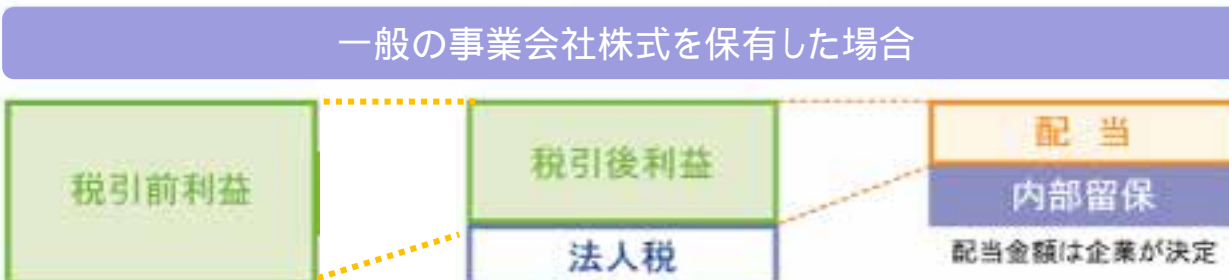 一般の事業会社株式を保有した場合
税引前利益
税引後利益
法人税
配 当
内部留保
配当金額は企業が決定